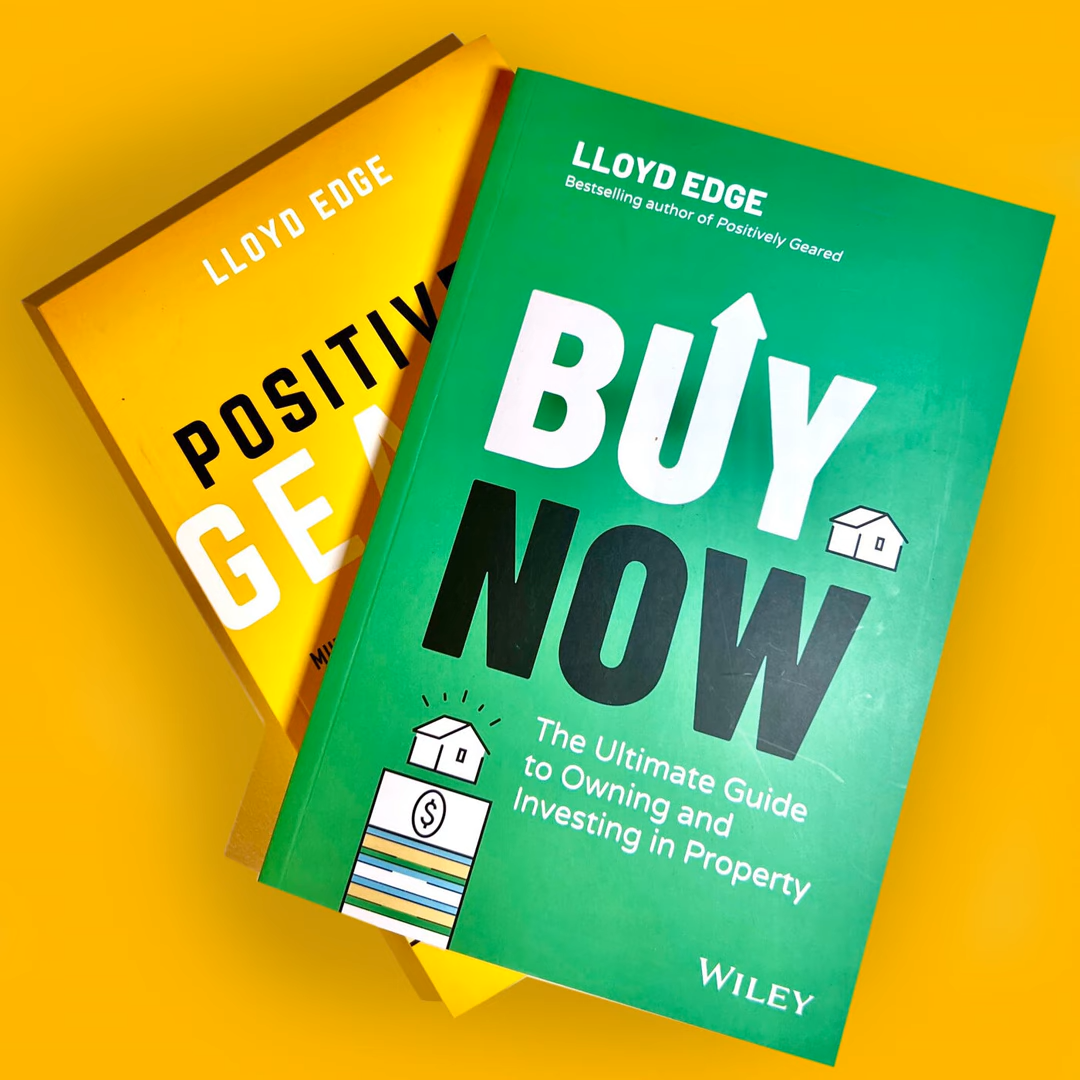 LLOYD EDGE
POSITIVE
GEA
LLOYD EDGE
Bestselling author of Positively Geared
BUY
NOW
The Ultimate Guide
to Owning and
Investing in Property
$
WILEY